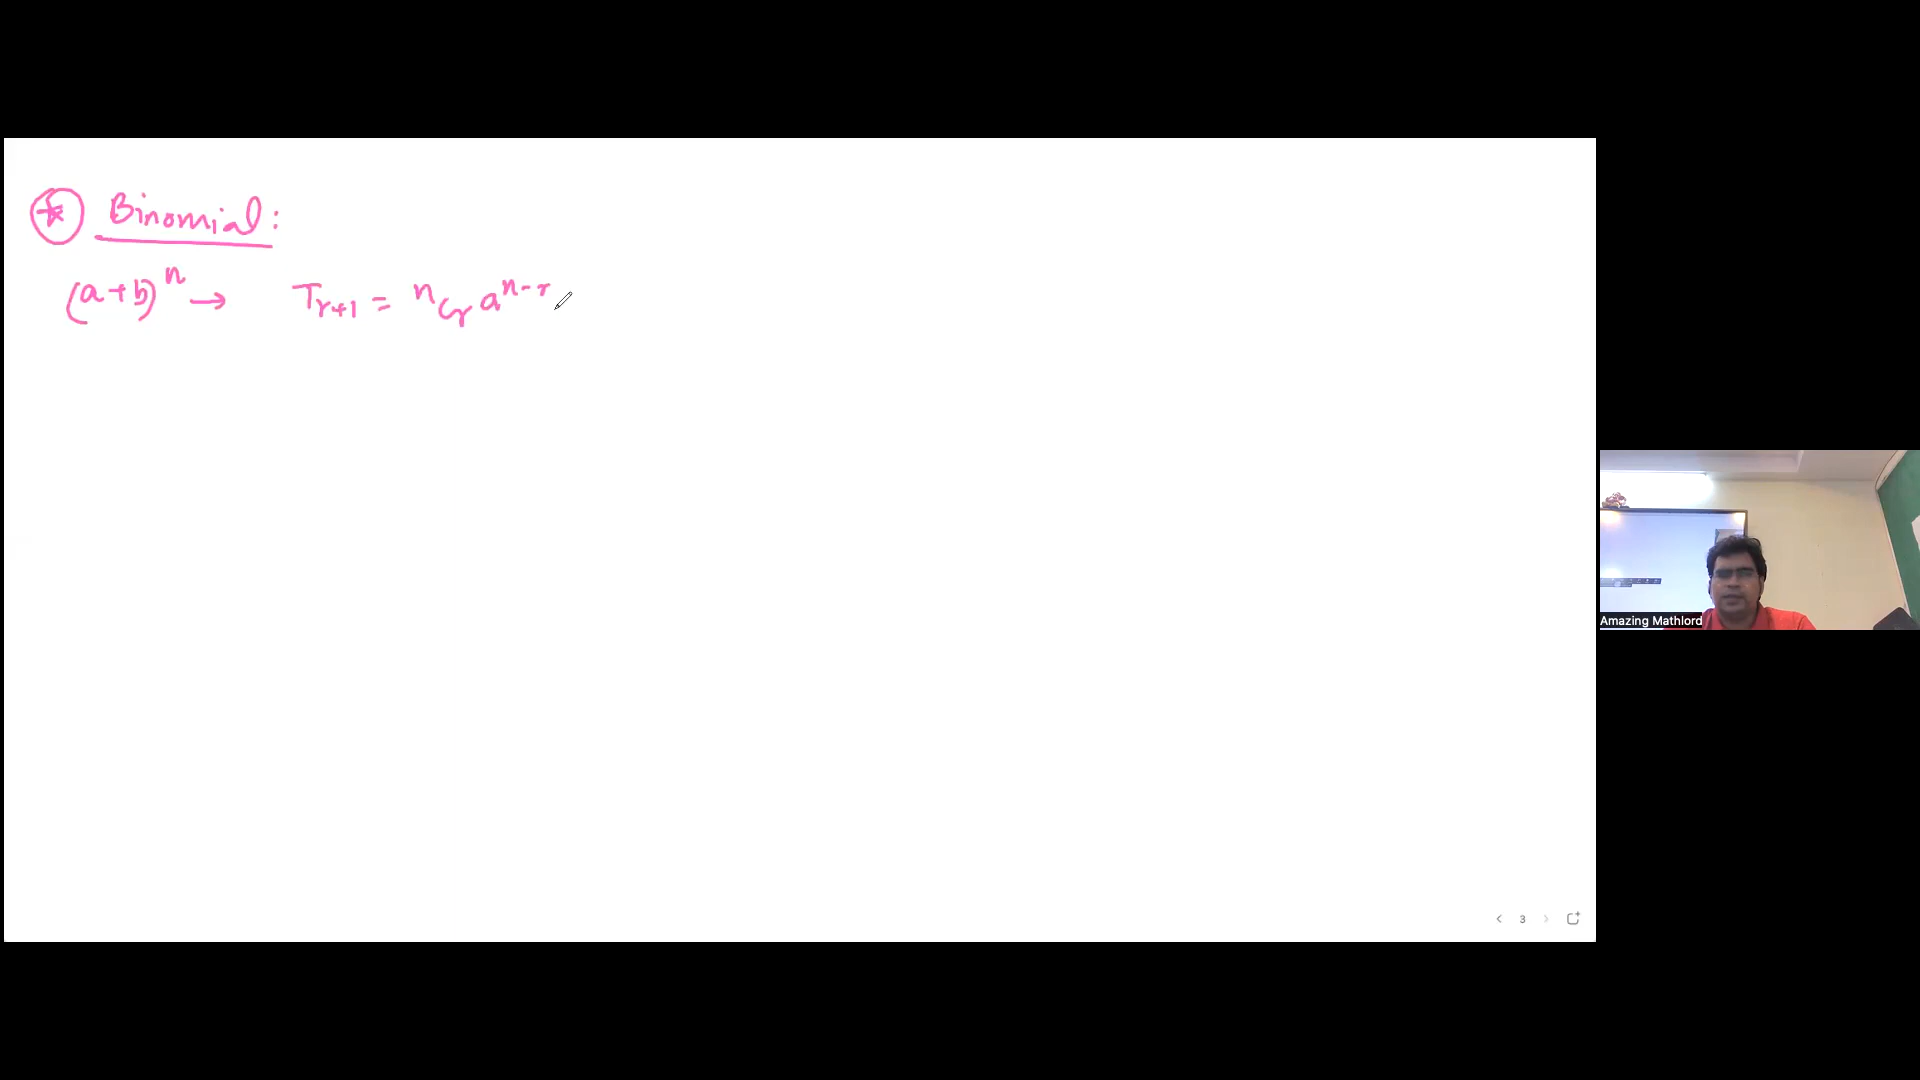 Binomial:
(a+b)^n → T_{r+1} = ^nC_r a^{n-r}
Amazing Mathlord
3